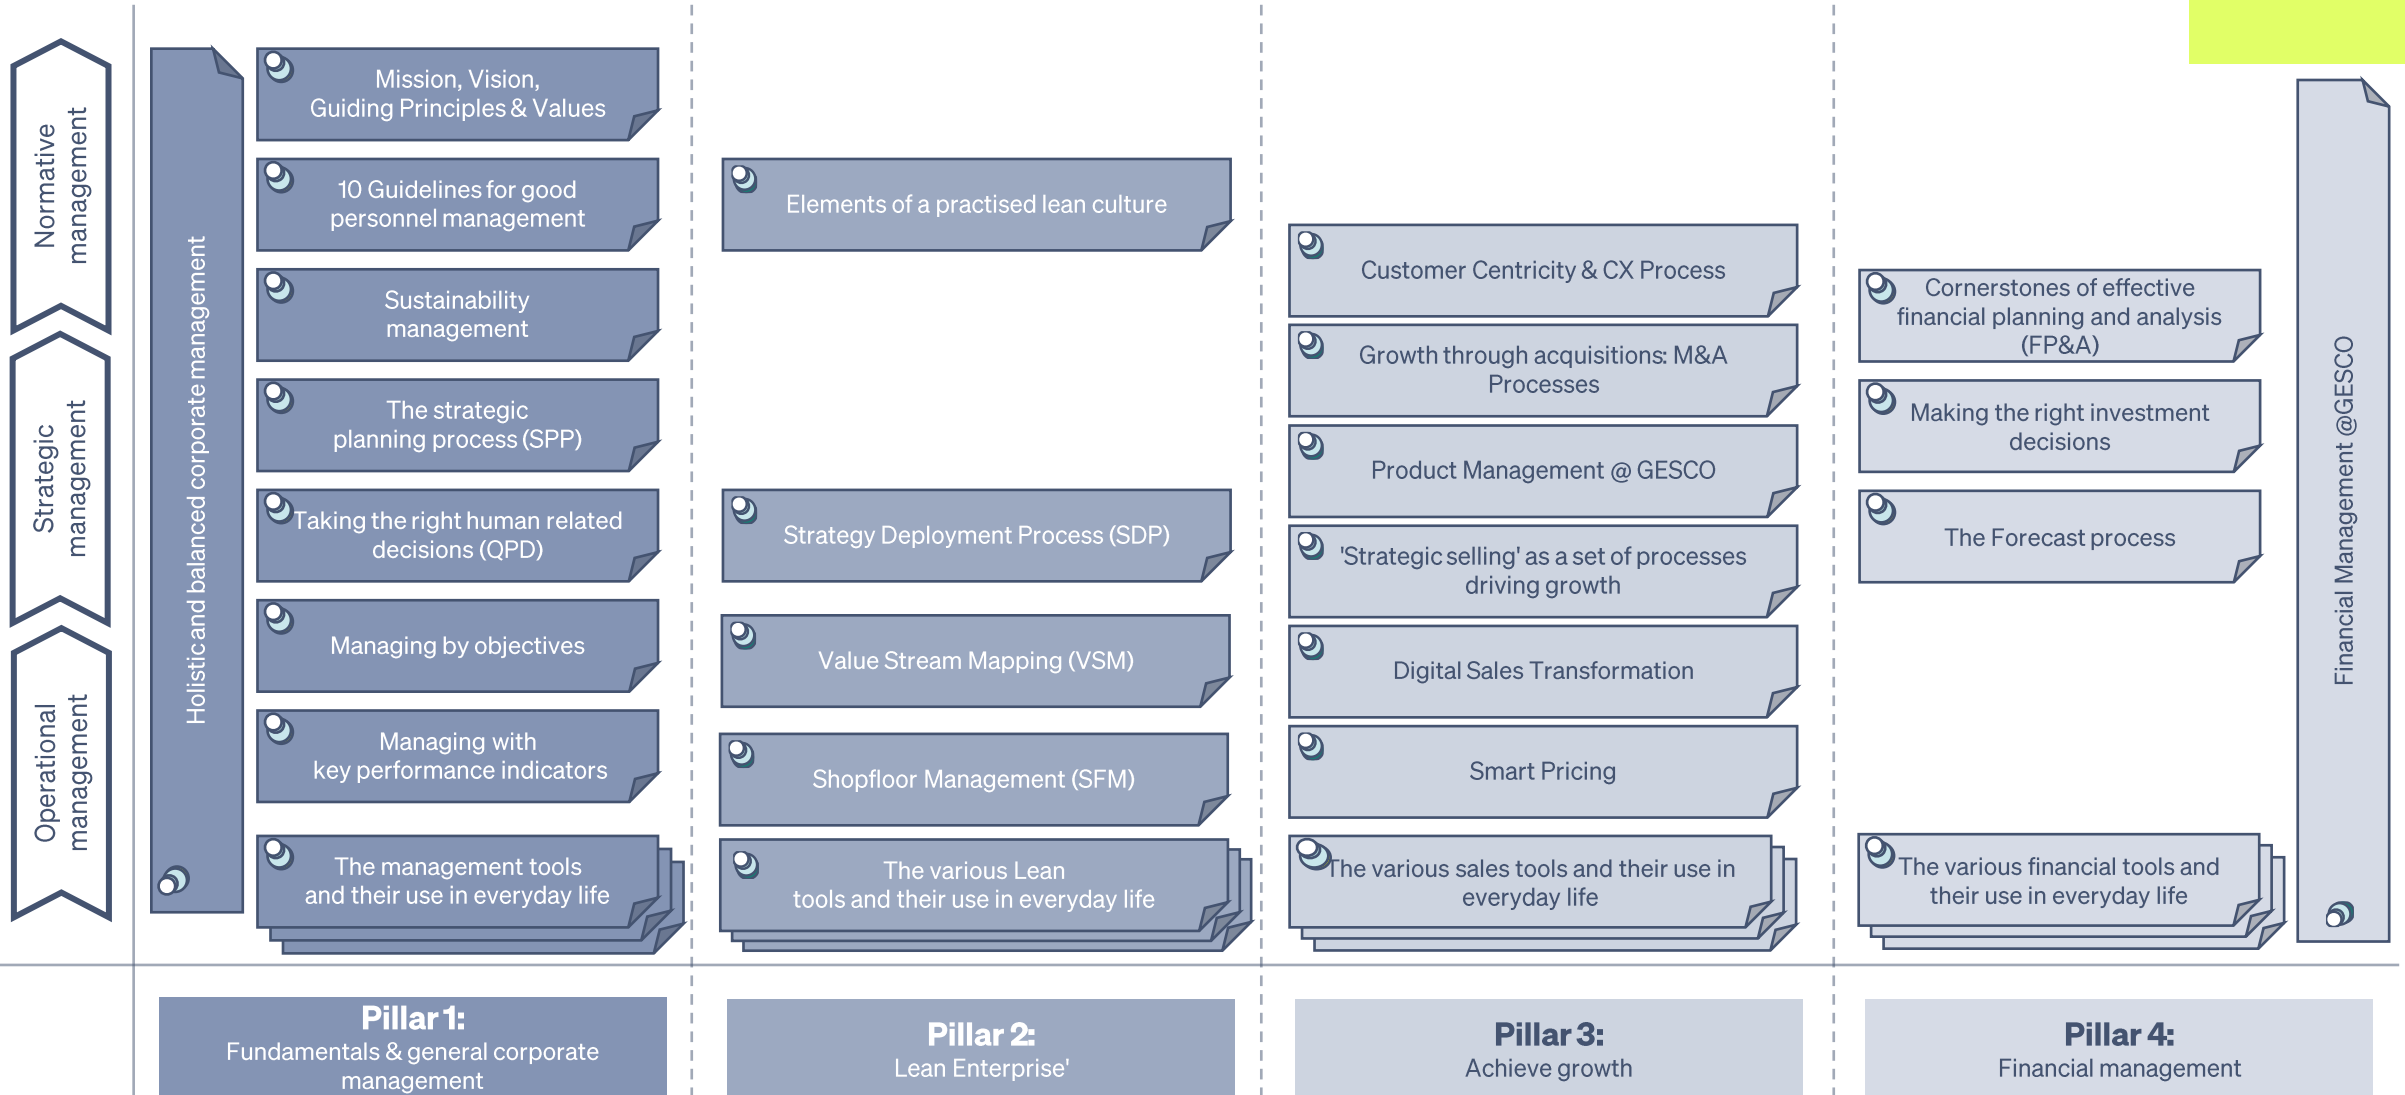 Normative
management
Strategic
management
Operational
management
Holistic and balanced corporate management
Mission, Vision,
Guiding Principles & Values
10 Guidelines for good
personnel management
Sustainability
management
The strategic
planning process (SPP)
Taking the right human related
decisions (QPD)
Managing by objectives
Managing with
key performance indicators
The management tools
and their use in everyday life
Elements of a practised lean culture
Strategy Deployment Process (SDP)
Value Stream Mapping (VSM)
Shopfloor Management (SFM)
The various Lean
tools and their use in everyday life
Customer Centricity & CX Process
Growth through acquisitions: M&A
Processes
Product Management @ GESCO
'Strategic selling' as a set of processes
driving growth
Digital Sales Transformation
Smart Pricing
The various sales tools and their use in
everyday life
Cornerstones of effective
financial planning and analysis
(FP&A)
Making the right investment
decisions
The Forecast process
The various financial tools and
their use in everyday life
Financial Management @GESCO
Pillar 1:
Fundamentals & general corporate
management
Pillar 2:
Lean Enterprise'
Pillar 3:
Achieve growth
Pillar 4:
Financial management